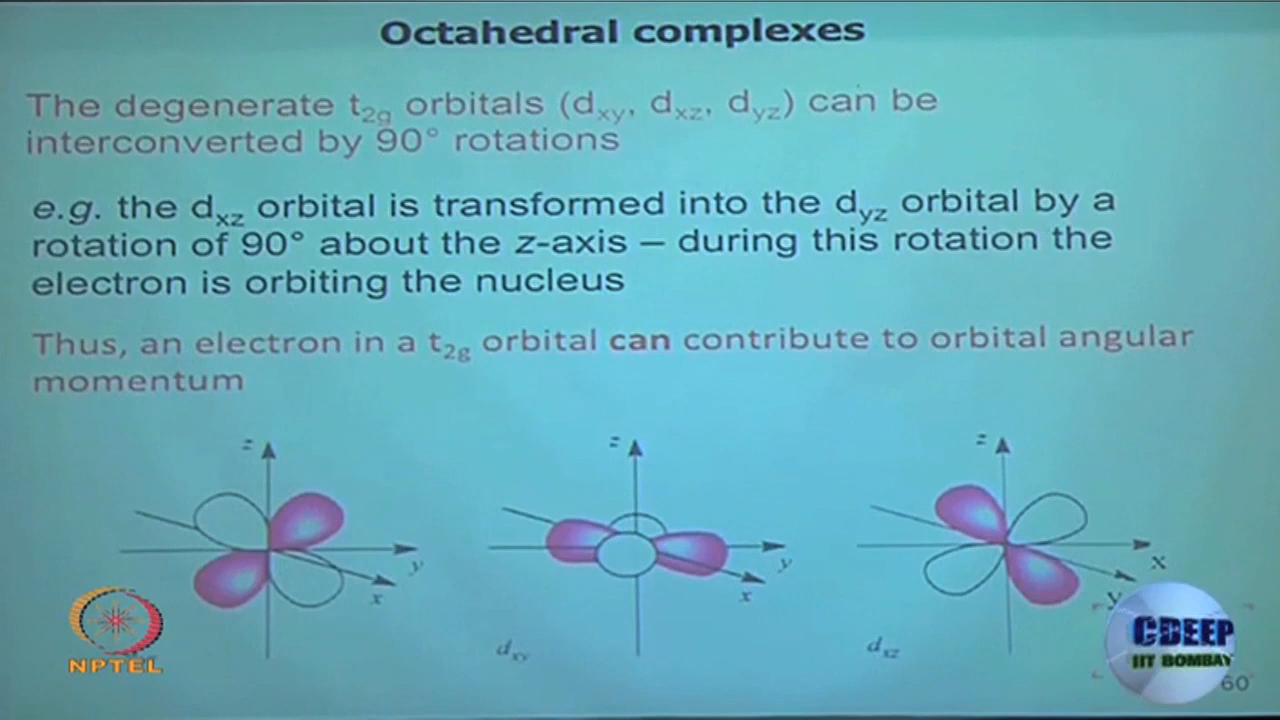 Octahedral complexes
The degenerate t₂g orbitals (dxy, dxz, dyz) can be
interconverted by 90° rotations
e.g. the dxz orbital is transformed into the dyz orbital by a
rotation of 90° about the z-axis – during this rotation the
electron is orbiting the nucleus
Thus, an electron in a t₂g orbital can contribute to orbital angular
momentum
z
y
x
z
y
x
dxy
z
x
y
dxz
NPTEL
CDEEP
IIT BOMBAY
60